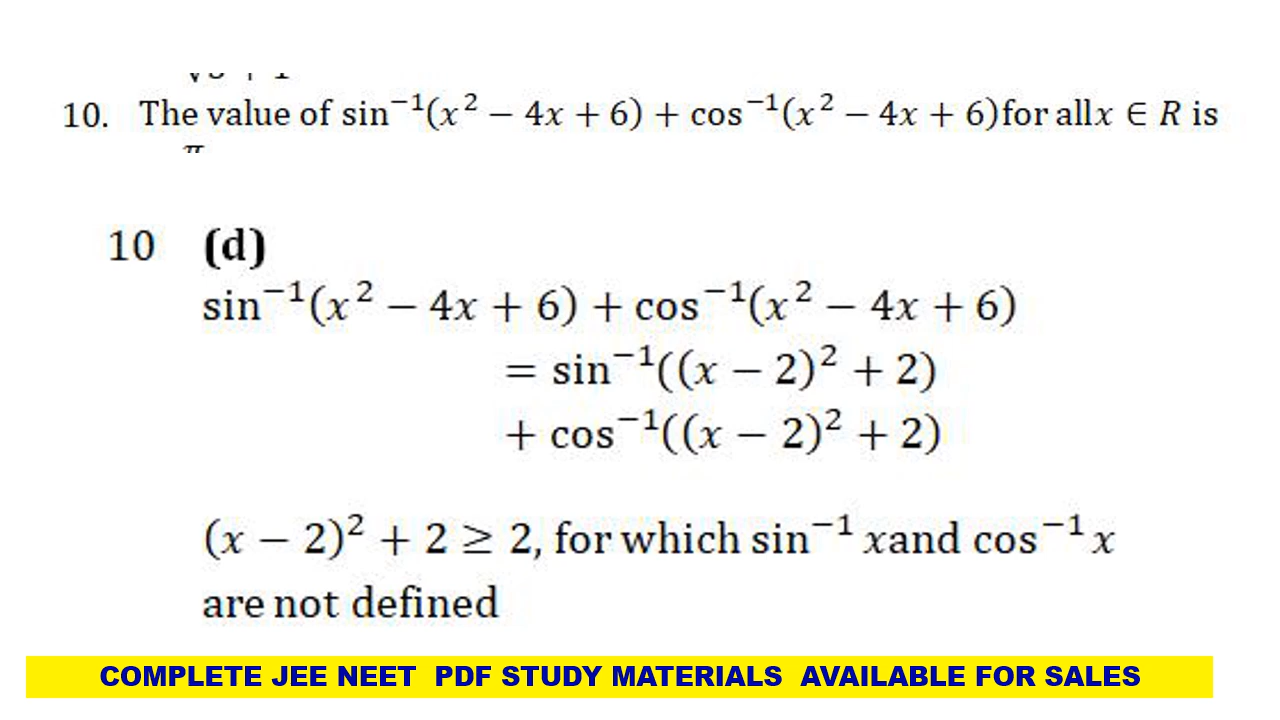 10. The value of sin⁻¹(x² − 4x + 6) + cos⁻¹(x² − 4x + 6)for allx ∈ R is
10 (d)
sin⁻¹(x² − 4x + 6) + cos⁻¹(x² − 4x + 6)
= sin⁻¹((x − 2)² + 2)
+ cos⁻¹((x − 2)² + 2)
(x − 2)² + 2 ≥ 2, for which sin⁻¹ xand cos⁻¹ x
are not defined
COMPLETE JEE NEET PDF STUDY MATERIALS AVAILABLE FOR SALES